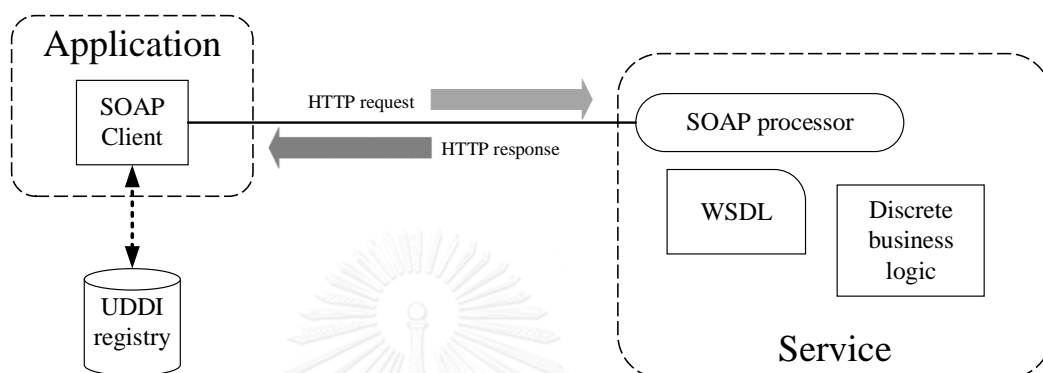 Application
SOAP
Client
HTTP request
HTTP response
SOAP processor
WSDL
Discrete
business
logic
UDDI
registry
Service